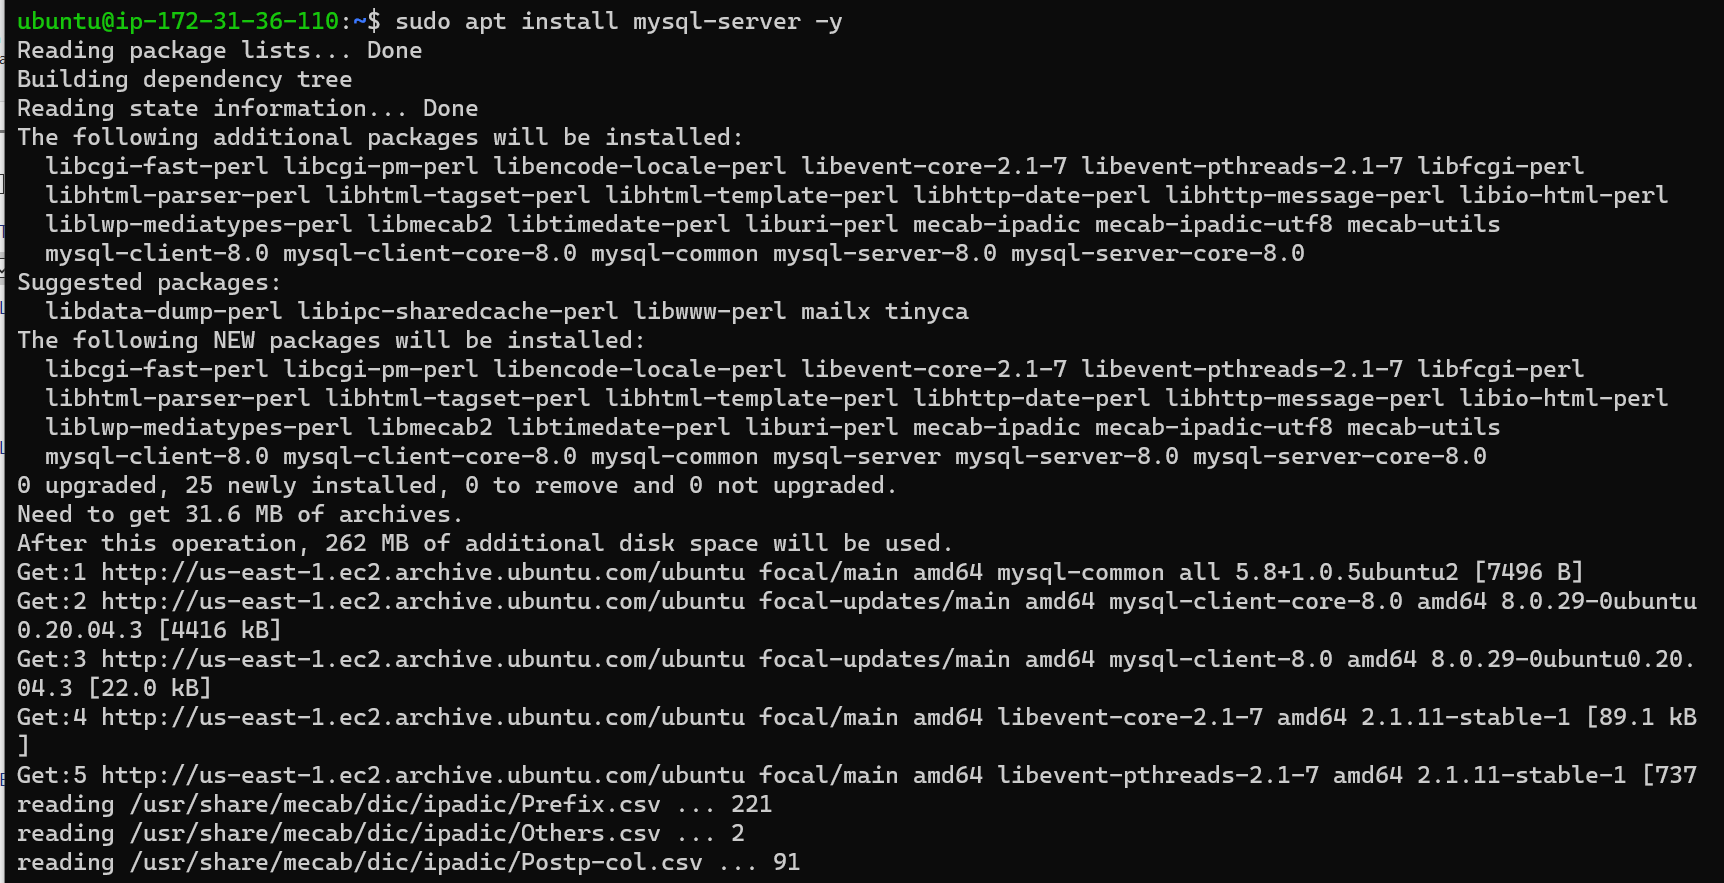 ubuntu@ip-172-31-36-110:~$ sudo apt install mysql-server -y
Reading package lists... Done
Building dependency tree
Reading state information... Done
The following additional packages will be installed:
  libcgi-fast-perl libcgi-pm-perl libencode-locale-perl libevent-core-2.1-7 libevent-pthreads-2.1-7 libfcgi-perl
  libhtml-parser-perl libhtml-tagset-perl libhtml-template-perl libhttp-date-perl libhttp-message-perl libio-html-perl
  liblwp-mediatypes-perl libmecab2 libtimedate-perl liburi-perl mecab-ipadic mecab-ipadic-utf8 mecab-utils
  mysql-client-8.0 mysql-client-core-8.0 mysql-common mysql-server-8.0 mysql-server-core-8.0
Suggested packages:
  libdata-dump-perl libipc-sharedcache-perl libwww-perl mailx tinyca
The following NEW packages will be installed:
  libcgi-fast-perl libcgi-pm-perl libencode-locale-perl libevent-core-2.1-7 libevent-pthreads-2.1-7 libfcgi-perl
  libhtml-parser-perl libhtml-tagset-perl libhtml-template-perl libhttp-date-perl libhttp-message-perl libio-html-perl
  liblwp-mediatypes-perl libmecab2 libtimedate-perl liburi-perl mecab-ipadic mecab-ipadic-utf8 mecab-utils
  mysql-client-8.0 mysql-client-core-8.0 mysql-common mysql-server mysql-server-8.0 mysql-server-core-8.0
0 upgraded, 25 newly installed, 0 to remove and 0 not upgraded.
Need to get 31.6 MB of archives.
After this operation, 262 MB of additional disk space will be used.
Get:1 http://us-east-1.ec2.archive.ubuntu.com/ubuntu focal/main amd64 mysql-common all 5.8+1.0.5ubuntu2 [7496 B]
Get:2 http://us-east-1.ec2.archive.ubuntu.com/ubuntu focal-updates/main amd64 mysql-client-core-8.0 amd64 8.0.29-0ubuntu
0.20.04.3 [4416 kB]
Get:3 http://us-east-1.ec2.archive.ubuntu.com/ubuntu focal-updates/main amd64 mysql-client-8.0 amd64 8.0.29-0ubuntu0.20.
04.3 [22.0 kB]
Get:4 http://us-east-1.ec2.archive.ubuntu.com/ubuntu focal/main amd64 libevent-core-2.1-7 amd64 2.1.11-stable-1 [89.1 kB
]
Get:5 http://us-east-1.ec2.archive.ubuntu.com/ubuntu focal/main amd64 libevent-pthreads-2.1-7 amd64 2.1.11-stable-1 [737
reading /usr/share/mecab/dic/ipadic/Prefix.csv ... 221
reading /usr/share/mecab/dic/ipadic/Others.csv ... 2
reading /usr/share/mecab/dic/ipadic/Postp-col.csv ... 91